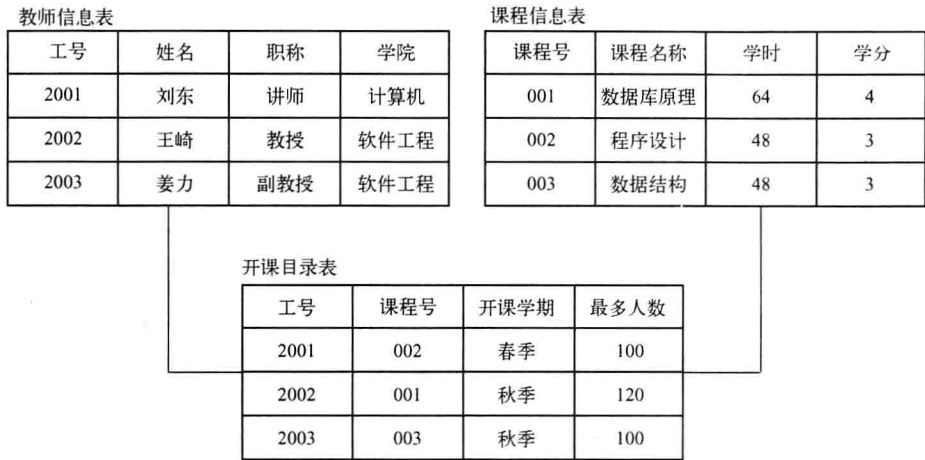 教师信息表
工号 姓名 职称 学院
2001 刘东 讲师 计算机
2002 王崎 教授 软件工程
2003 姜力 副教授 软件工程
课程信息表
课程号 课程名称 学时 学分
001 数据库原理 64 4
002 程序设计 48 3
003 数据结构 48 3
开课目录表
工号 课程号 开课学期 最多人数
2001 002 春季 100
2002 001 秋季 120
2003 003 秋季 100